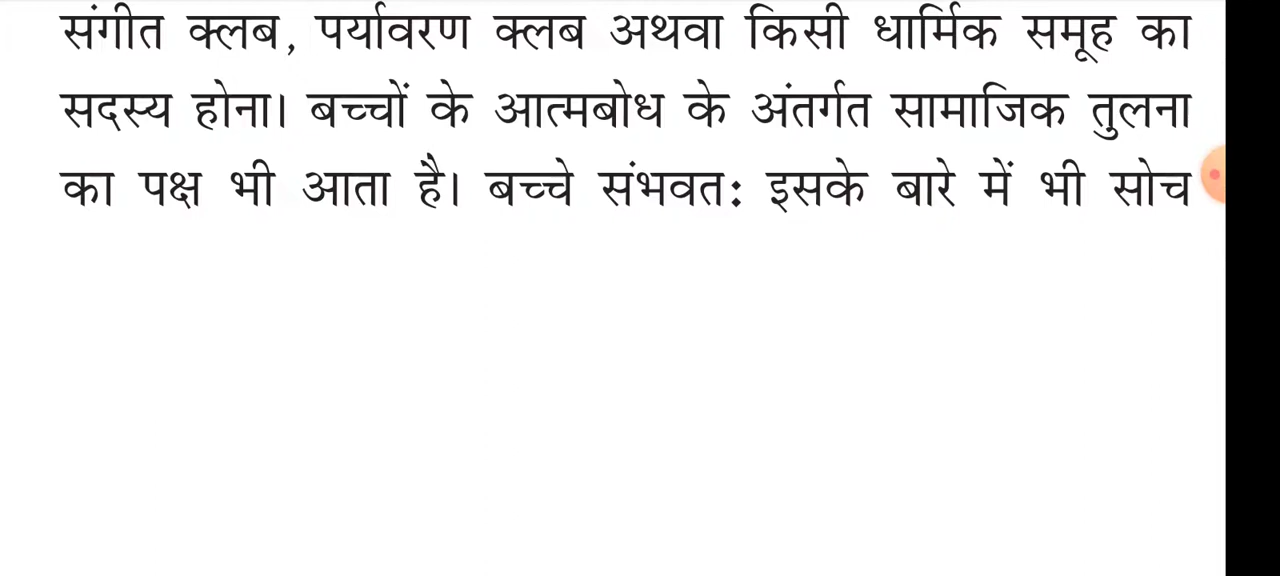 संगीत क्लब, पर्यावरण क्लब अथवा किसी धार्मिक समूह का
सदस्य होना। बच्चों के आत्मबोध के अंतर्गत सामाजिक तुलना
का पक्ष भी आता है। बच्चे संभवत: इसके बारे में भी सोच